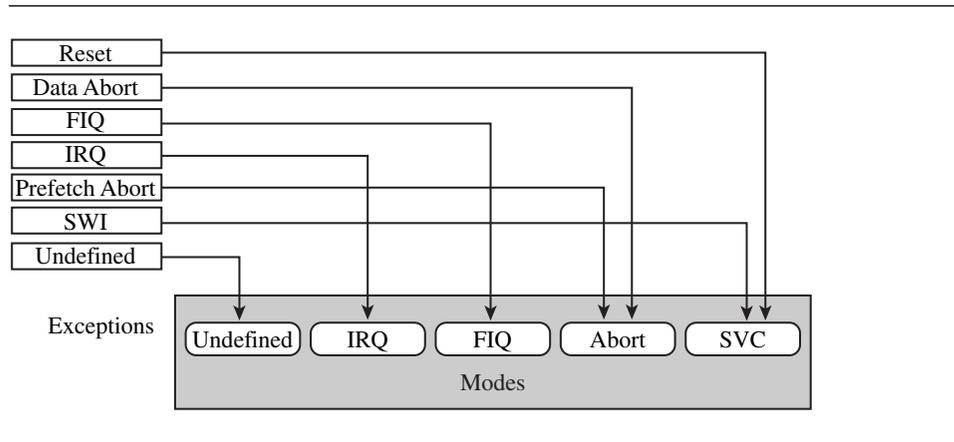 Reset
Data Abort
FIQ
IRQ
Prefetch Abort
SWI
Undefined
Exceptions
Undefined IRQ FIQ Abort SVC
Modes